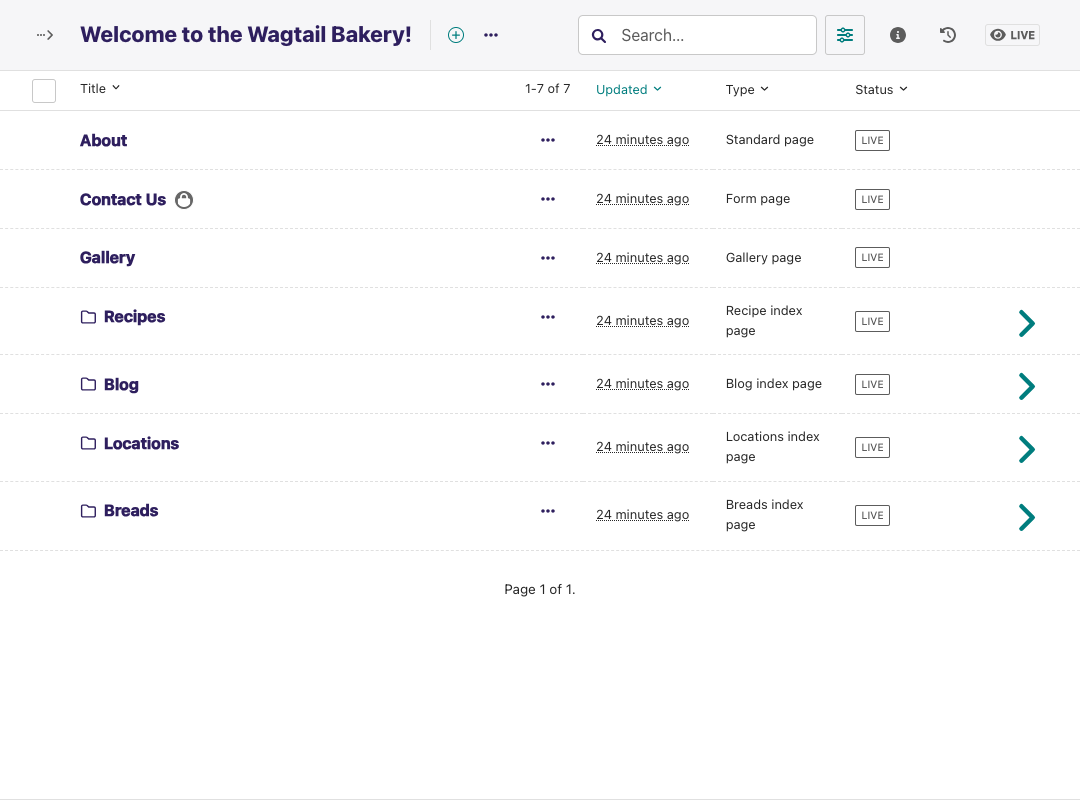 Welcome to the Wagtail Bakery!
Search...
LIVE
Title
1-7 of 7
Updated
Type
Status
About
24 minutes ago
Standard page
LIVE
Contact Us
24 minutes ago
Form page
LIVE
Gallery
24 minutes ago
Gallery page
LIVE
Recipes
24 minutes ago
Recipe index
page
LIVE
Blog
24 minutes ago
Blog index page
LIVE
Locations
24 minutes ago
Locations index
page
LIVE
Breads
24 minutes ago
Breads index
page
LIVE
Page 1 of 1.